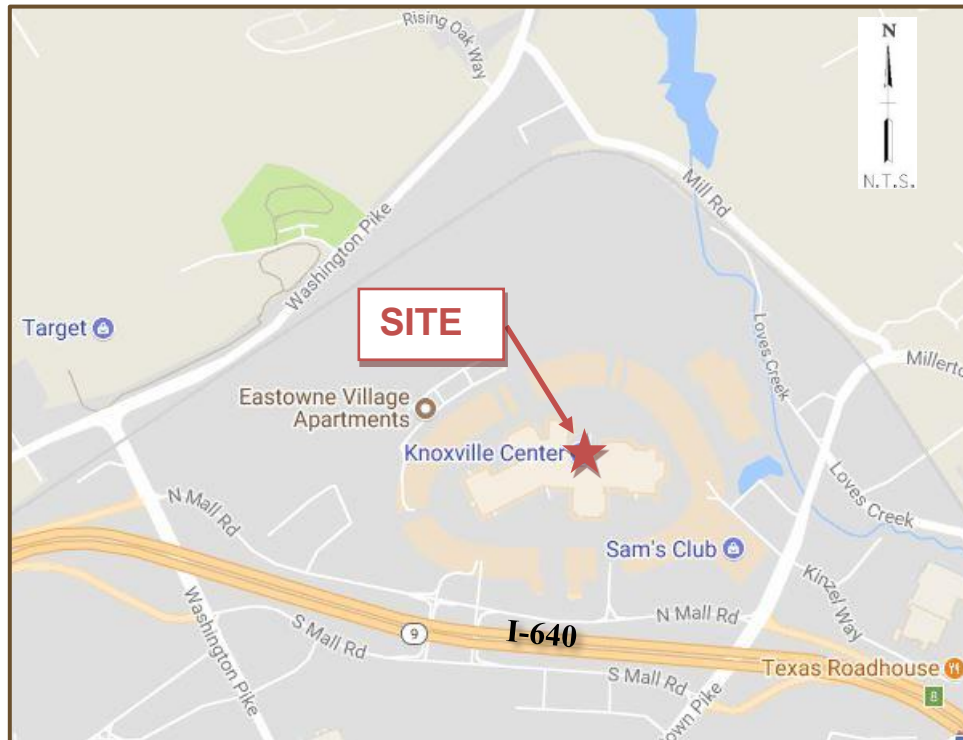 Rising Oak
Way
N
N.T.S.
Mill Rd
Washington Pike
SITE
Target
Loves Creek
Millerto
Eastowne Village
Apartments
Knoxville Center
N Mall Rd
Loves Creek
Sam's Club
Kinzel Way
Washington Pike
S Mall Rd
9
I-640
N Mall Rd
S Mall Rd
Texas Roadhouse
8
own Pike